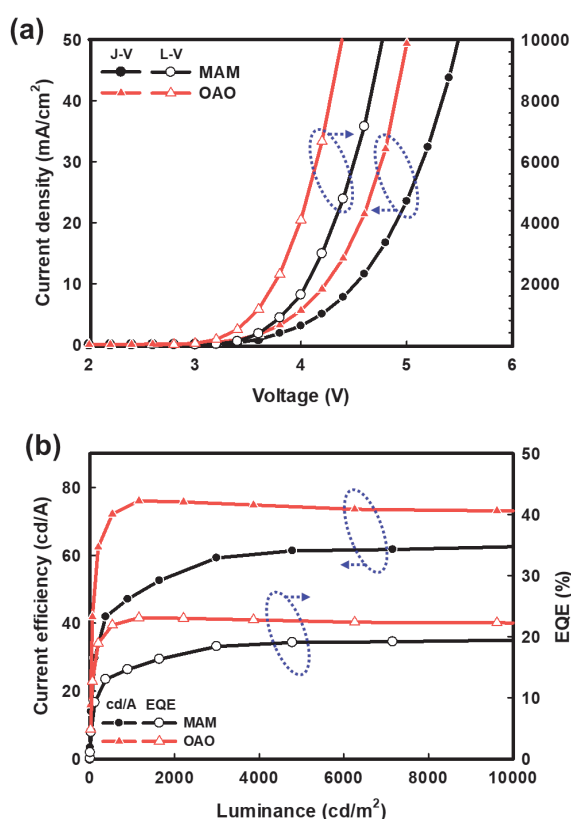 (a)
50
40
30
20
10
0
Current density (mA/cm²)
J-V L-V
MAM
OAO
10000
8000
6000
4000
2000
2 3 4 5 6
Voltage (V)
(b)
80
60
40
20
0
Current efficiency (cd/A)
50
40
30
20
10
0
EQE (%)
cd/A EQE
MAM
OAO
0 2000 4000 6000 8000 10000
Luminance (cd/m²)